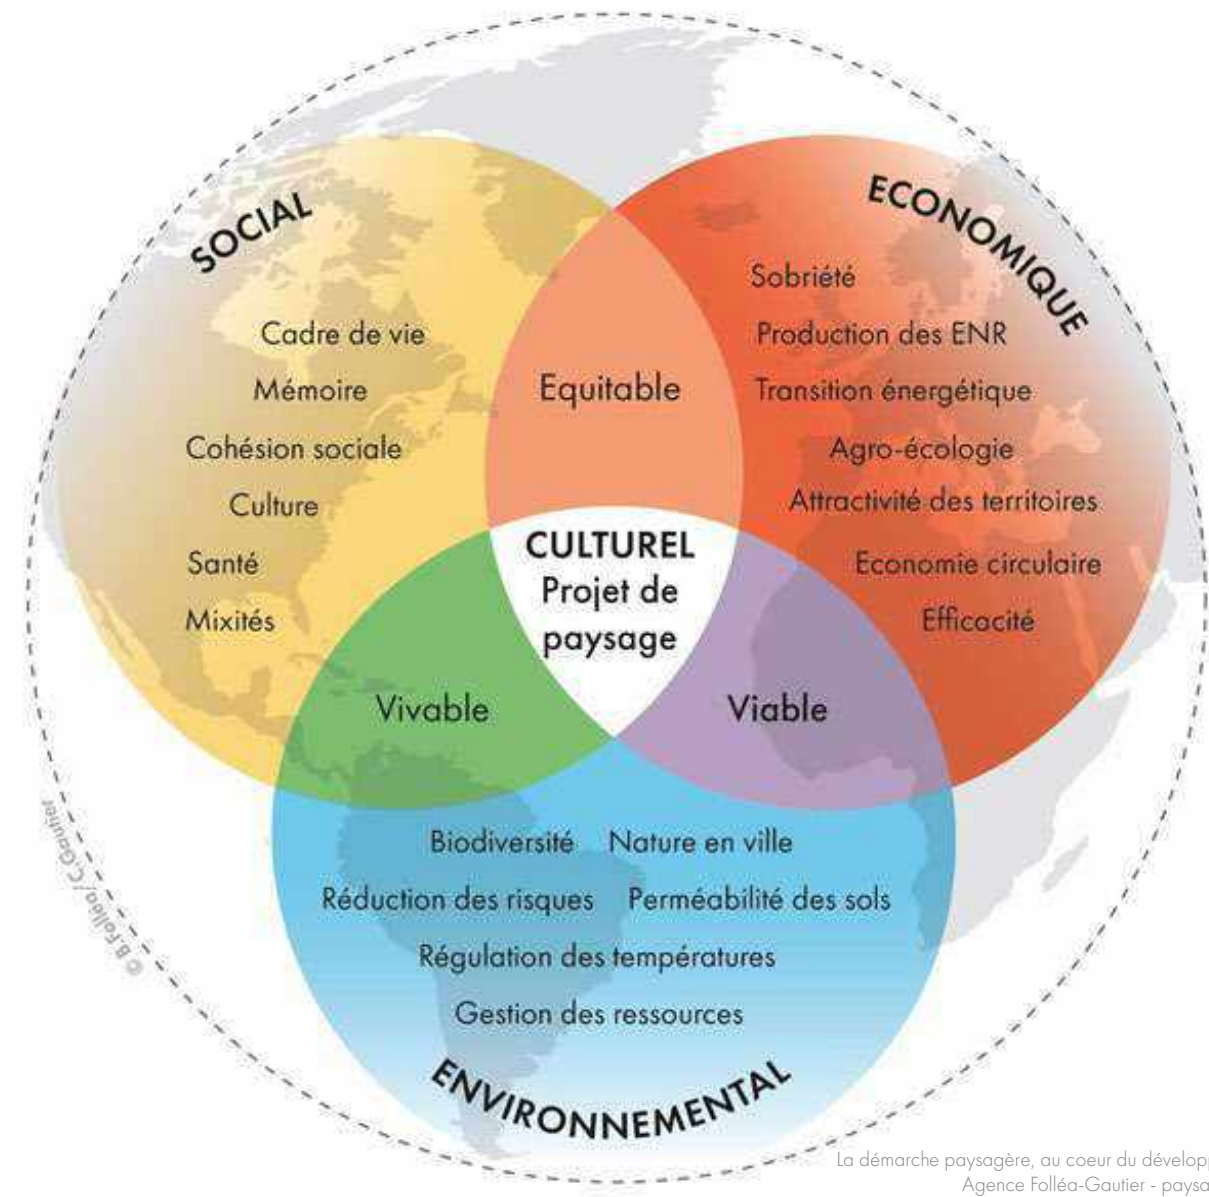 SOCIAL
Cadre de vie
Mémoire
Cohésion sociale
Culture
Santé
Mixités
ECONOMIQUE
Sobriété
Production des ENR
Transition énergétique
Agro-écologie
Attractivité des territoires
Economie circulaire
Efficacité
Equitable
CULTUREL
Projet de
paysage
Vivable
Viable
Biodiversité Nature en ville
Réduction des risques Perméabilité des sols
Régulation des températures
Gestion des ressources
ENVIRONNEMENTAL
© B.Folléa/C.Gautier
La démarche paysagère, au coeur du dévelop
Agence Folléa-Gautier - paysa